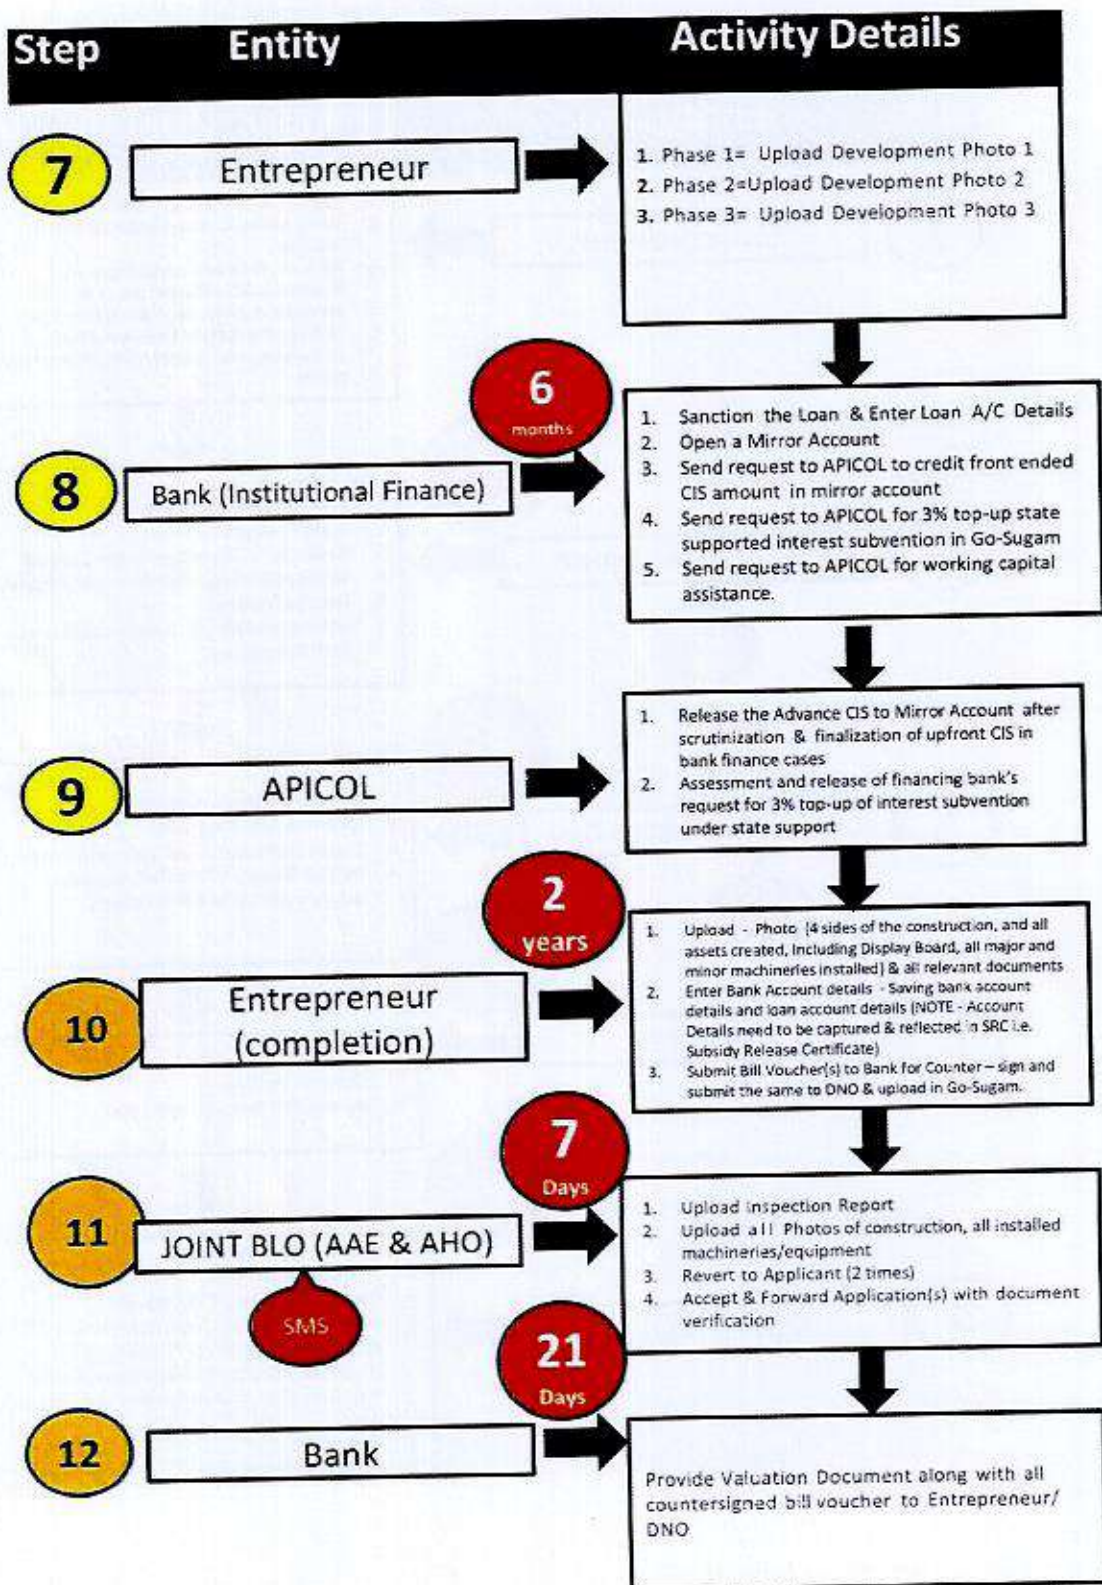 Step Entity Activity Details
7
Entrepreneur
1. Phase 1= Upload Development Photo 1
2. Phase 2=Upload Development Photo 2
3. Phase 3= Upload Development Photo 3
6
months
8
Bank (Institutional Finance)
1. Sanction the Loan & Enter Loan A/C Details
2. Open a Mirror Account
3. Send request to APICOL to credit front ended
CIS amount in mirror account
4. Send request to APICOL for 3% top-up state
supported interest subvention in Go-Sugam
5. Send request to APICOL for working capital
assistance.
9
APICOL
1. Release the Advance CIS to Mirror Account after
scrutinization & finalization of upfront CIS in
bank finance cases
2. Assessment and release of financing bank's
request for 3% top-up of interest subvention
under state support
2
years
10
Entrepreneur
(completion)
1. Upload - Photo (4 sides of the construction, and all
assets created, including Display Board, all major and
minor machineries installed) & all relevant documents
2. Enter Bank Account details - Saving bank account
details and loan account details (NOTE - Account
Details need to be captured & reflected in SRC i.e.
Subsidy Release Certificate)
3. Submit Bill Voucher(s) to Bank for Counter – sign and
submit the same to DNO & upload in Go-Sugam.
7
Days
11
JOINT BLO (AAE & AHO)
SMS
1. Upload Inspection Report
2. Upload all Photos of construction, all installed
machineries/equipment
3. Revert to Applicant (2 times)
4. Accept & Forward Application(s) with document
verification
21
Days
12
Bank
Provide Valuation Document along with all
countersigned bill voucher to Entrepreneur/
DNO